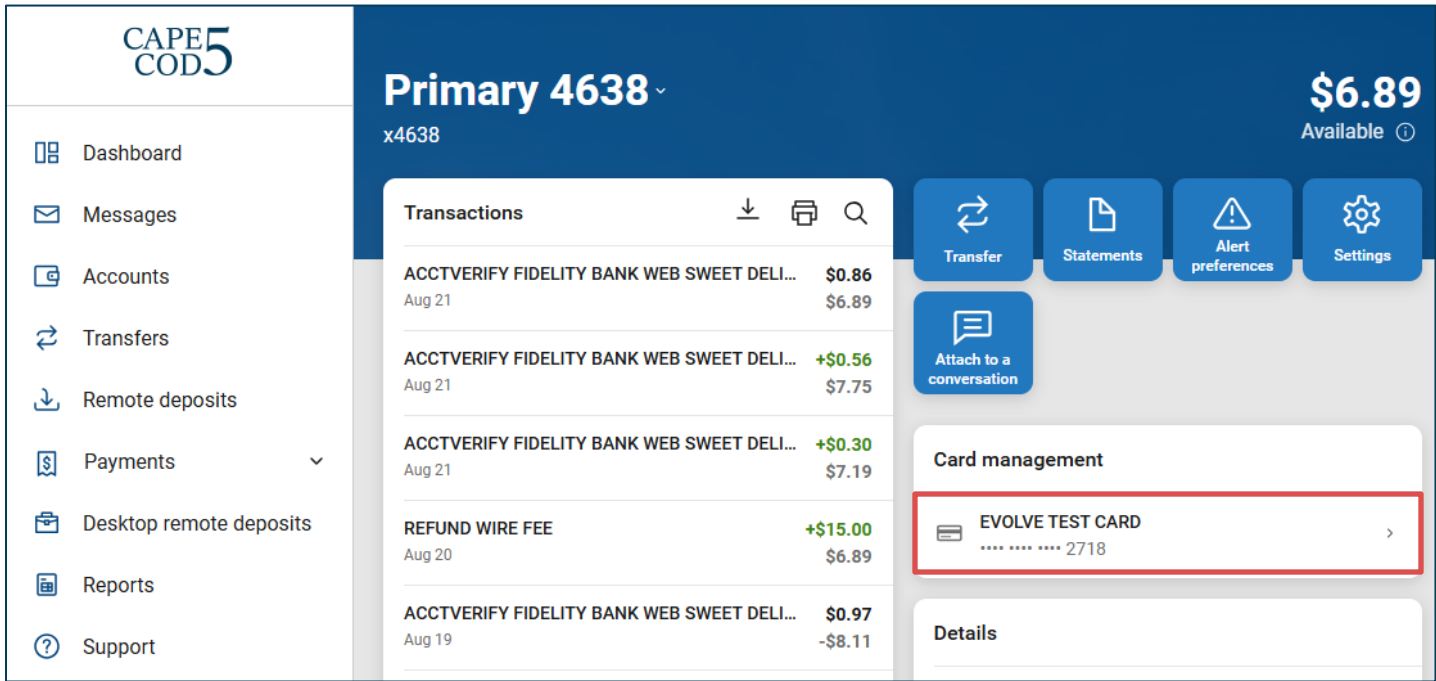 CAPE
COD 5
Dashboard
Messages
Accounts
Transfers
Remote deposits
Payments
Desktop remote deposits
Reports
Support
Primary 4638
x4638
$6.89
Available
Transactions
ACCTVERIFY FIDELITY BANK WEB SWEET DELI... $0.86
Aug 21 $6.89
ACCTVERIFY FIDELITY BANK WEB SWEET DELI... +$0.56
Aug 21 $7.75
ACCTVERIFY FIDELITY BANK WEB SWEET DELI... +$0.30
Aug 21 $7.19
REFUND WIRE FEE +$15.00
Aug 20 $6.89
ACCTVERIFY FIDELITY BANK WEB SWEET DELI... $0.97
Aug 19 -$8.11
Transfer
Statements
Alert
preferences
Settings
Attach to a
conversation
Card management
EVOLVE TEST CARD
•••• •••• •••• 2718
Details